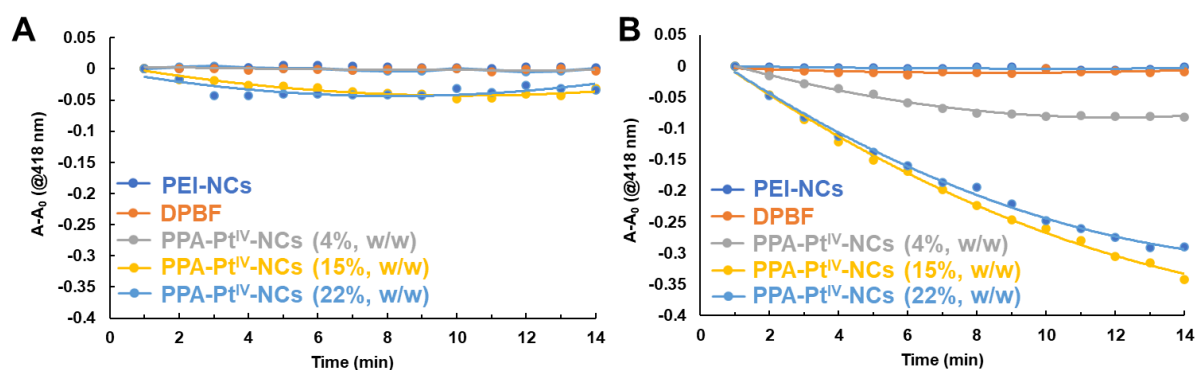 A
0.05
0
-0.05
-0.1
-0.15
-0.2
-0.25
-0.3
-0.35
-0.4
A-A₀ (@418 nm)
PEI-NCs
DPBF
PPA-Ptᴵⱽ-NCs (4%, w/w)
PPA-Ptᴵⱽ-NCs (15%, w/w)
PPA-Ptᴵⱽ-NCs (22%, w/w)
0 2 4 6 8 10 12 14
Time (min)
B
0.05
0
-0.05
-0.1
-0.15
-0.2
-0.25
-0.3
-0.35
-0.4
A-A₀ (@418 nm)
PEI-NCs
DPBF
PPA-Ptᴵⱽ-NCs (4%, w/w)
PPA-Ptᴵⱽ-NCs (15%, w/w)
PPA-Ptᴵⱽ-NCs (22%, w/w)
0 2 4 6 8 10 12 14
Time (min)